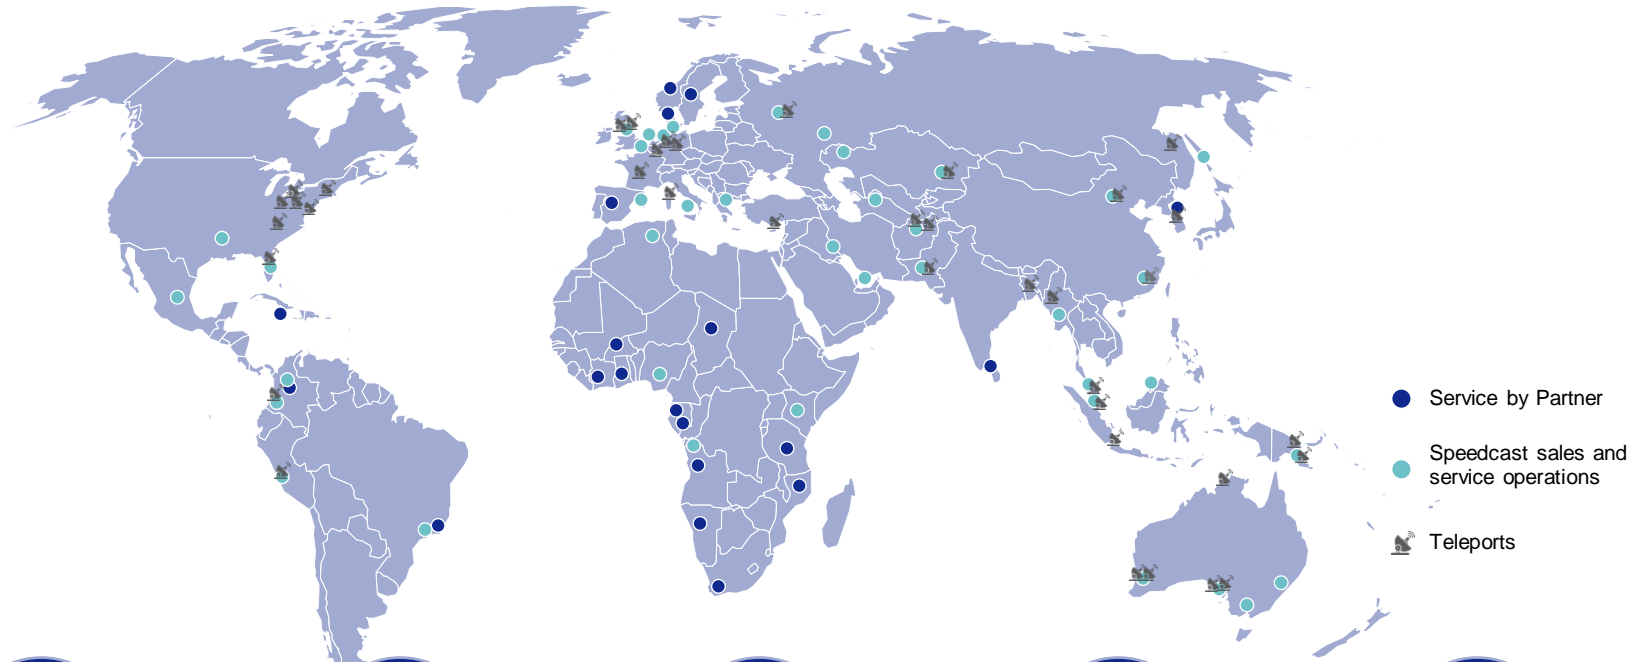 Service by Partner
Speedcast sales and
service operations
Teleports